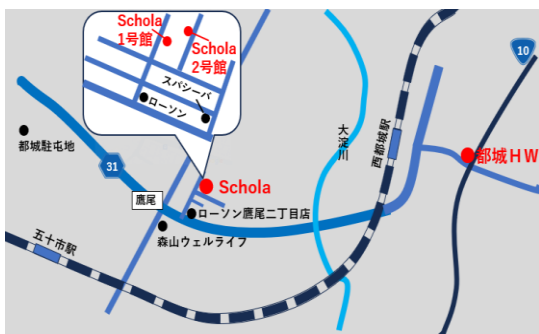 Schola
1号館
Schola
2号館
スパシーバ
ローソン
10
大淀川
西都城駅
都城HW
都城駐屯地
31
Schola
鷹尾
ローソン鷹尾二丁目店
森山ウェルライフ
五十市駅